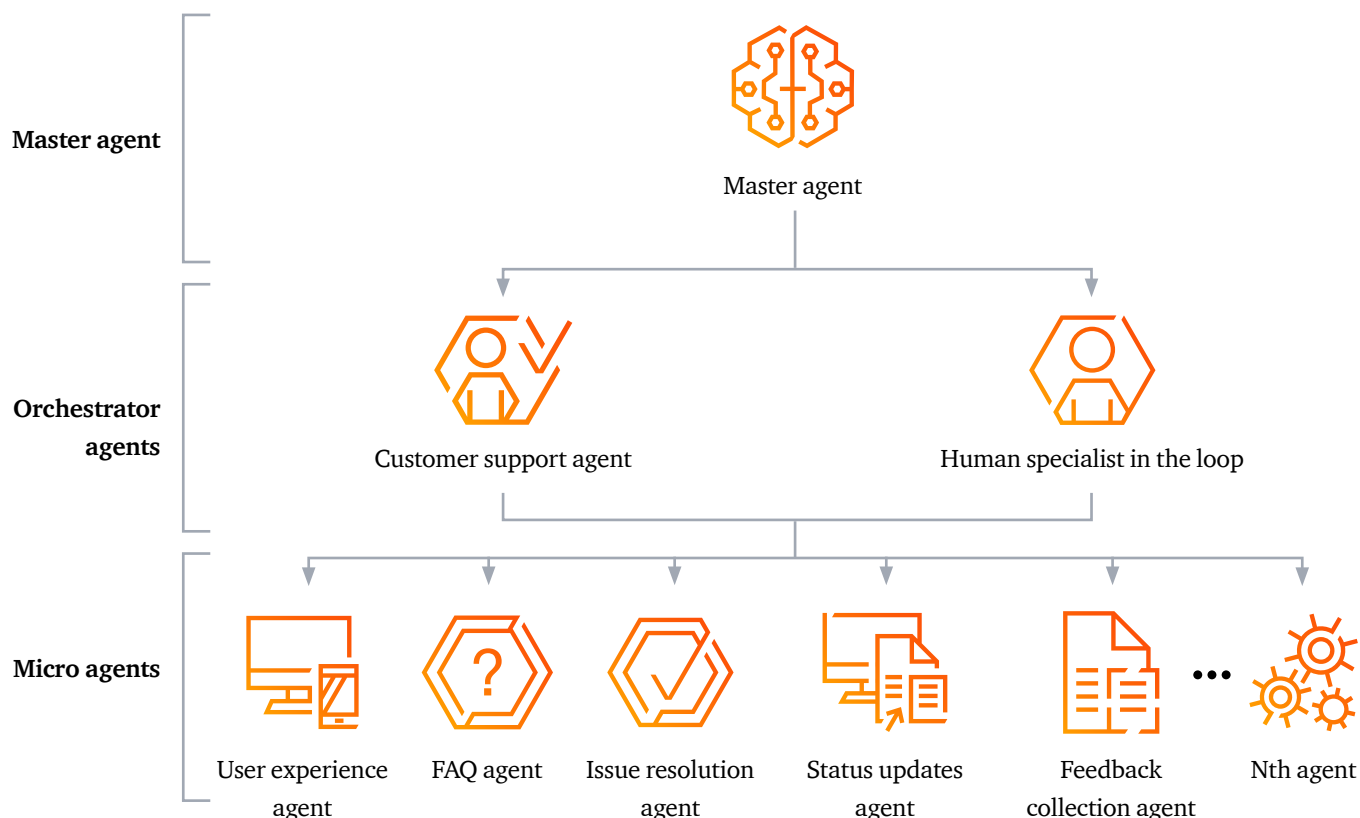 Master agent
Master agent
Orchestrator
agents
Customer support agent
Human specialist in the loop
Micro agents
?
User experience
agent
FAQ agent
Issue resolution
agent
Status updates
agent
Feedback
collection agent
...
Nth agent